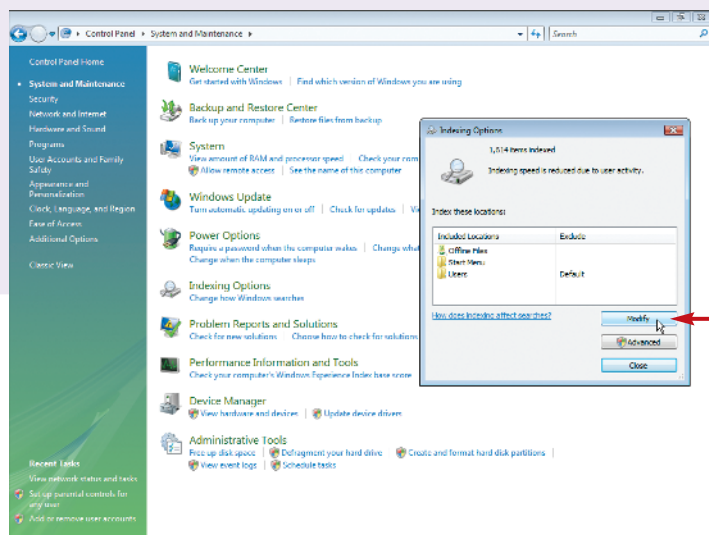 Control Panel ▸ System and Maintenance ▸
Search
Control Panel Home
System and Maintenance
Security
Network and Internet
Hardware and Sound
Programs
User Accounts and Family
Safety
Appearance and
Personalization
Clock, Language, and Region
Ease of Access
Additional Options
Classic View
Recent Tasks
View network status and tasks
Set up parental controls for
any user
Add or remove user accounts
Welcome Center
Get started with Windows | Find which version of Windows you are using
Backup and Restore Center
Back up your computer | Restore files from backup
System
View amount of RAM and processor speed Check your com
Allow remote access | See the name of this computer
Windows Update
Turn automatic updating on or off | Check for updates | Vi
Power Options
Require a password when the computer wakes | Change what
Change when the computer sleeps
Indexing Options
Change how Windows searches
Problem Reports and Solutions
Check for new solutions | Choose how to check for solutions
Performance Information and Tools
Check your computer's Windows Experience Index base score
Device Manager
View hardware and devices | Update device drivers
Administrative Tools
Free up disk space | Defragment your hard drive Create and format hard disk partitions |
View event logs | Schedule tasks
Indexing Options
1,614 items indexed
Indexing speed is reduced due to user activity.
Index these locations:
Included Locations Exclude
Offline Files
Start Menu
Users Default
How does indexing affect searches?
Modify
Advanced
Close